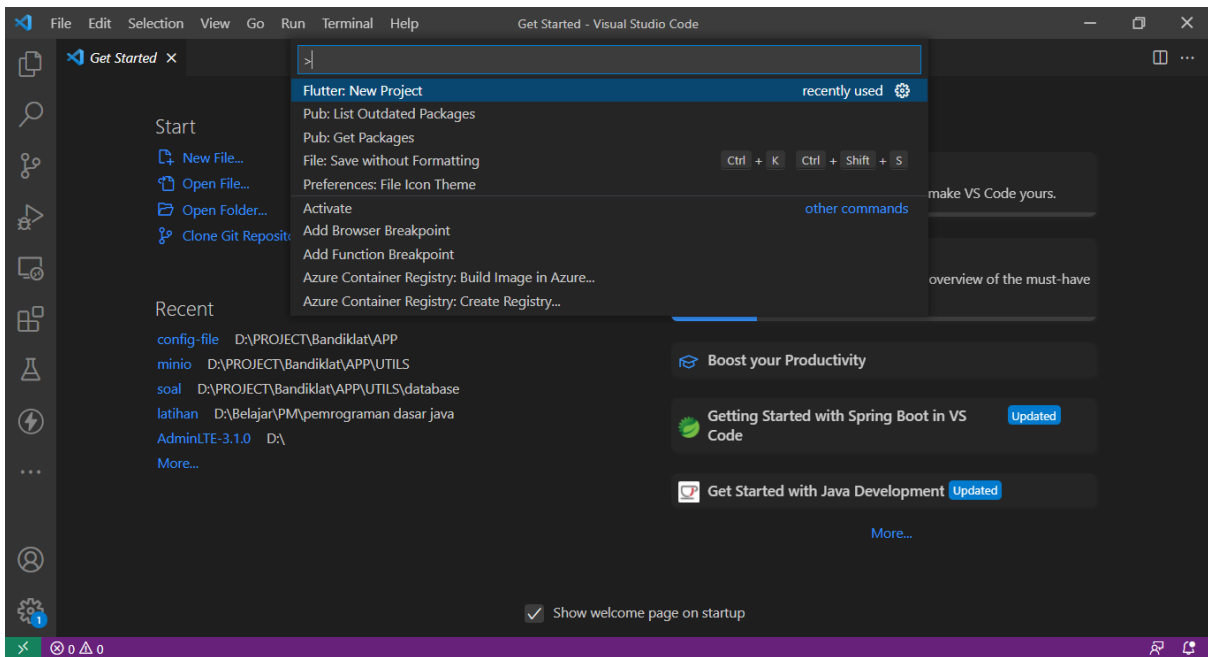 File Edit Selection View Go Run Terminal Help Get Started - Visual Studio Code
Get Started
>
Flutter: New Project recently used
Pub: List Outdated Packages
Pub: Get Packages
File: Save without Formatting Ctrl + K Ctrl + Shift + S
Preferences: File Icon Theme
Activate other commands
Add Browser Breakpoint
Add Function Breakpoint
Azure Container Registry: Build Image in Azure...
Azure Container Registry: Create Registry...
Start
New File...
Open File...
Open Folder...
Clone Git Reposito
Recent
config-file D:\PROJECT\Bandiklat\APP
minio D:\PROJECT\Bandiklat\APP\UTILS
soal D:\PROJECT\Bandiklat\APP\UTILS\database
latihan D:\Belajar\PM\pemrograman dasar java
AdminLTE-3.1.0 D:\
More...
make VS Code yours.
overview of the must-have
Boost your Productivity
Getting Started with Spring Boot in VS Code Updated
Get Started with Java Development Updated
More...
Show welcome page on startup
1
0 0